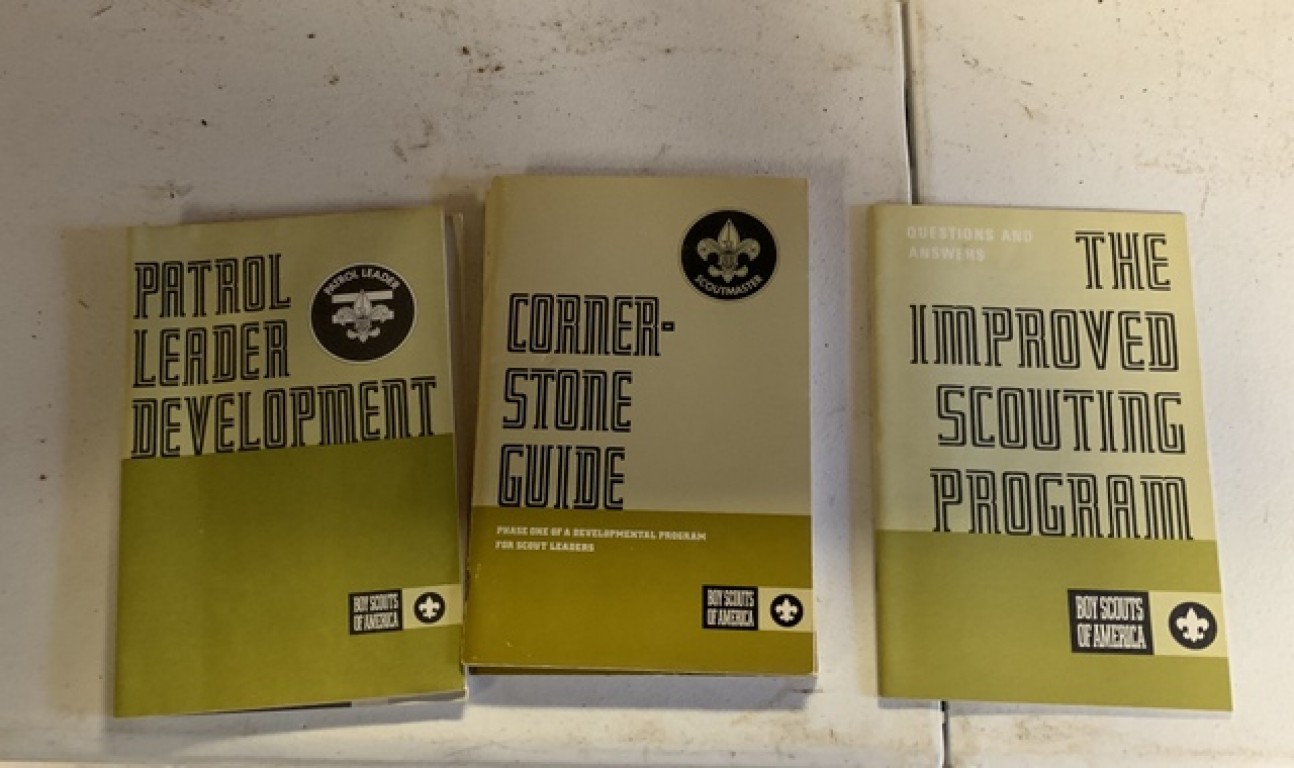 PATROL
LEADER
DEVELOPMENT
PATROL LEADER
BOY SCOUTS
OF AMERICA
CORNER-
STONE
GUIDE
SCOUTMASTER
PHASE ONE OF A DEVELOPMENTAL PROGRAM
FOR SCOUT LEADERS
BOY SCOUTS
OF AMERICA
QUESTIONS AND
ANSWERS
THE
IMPROVED
SCOUTING
PROGRAM
BOY SCOUTS
OF AMERICA